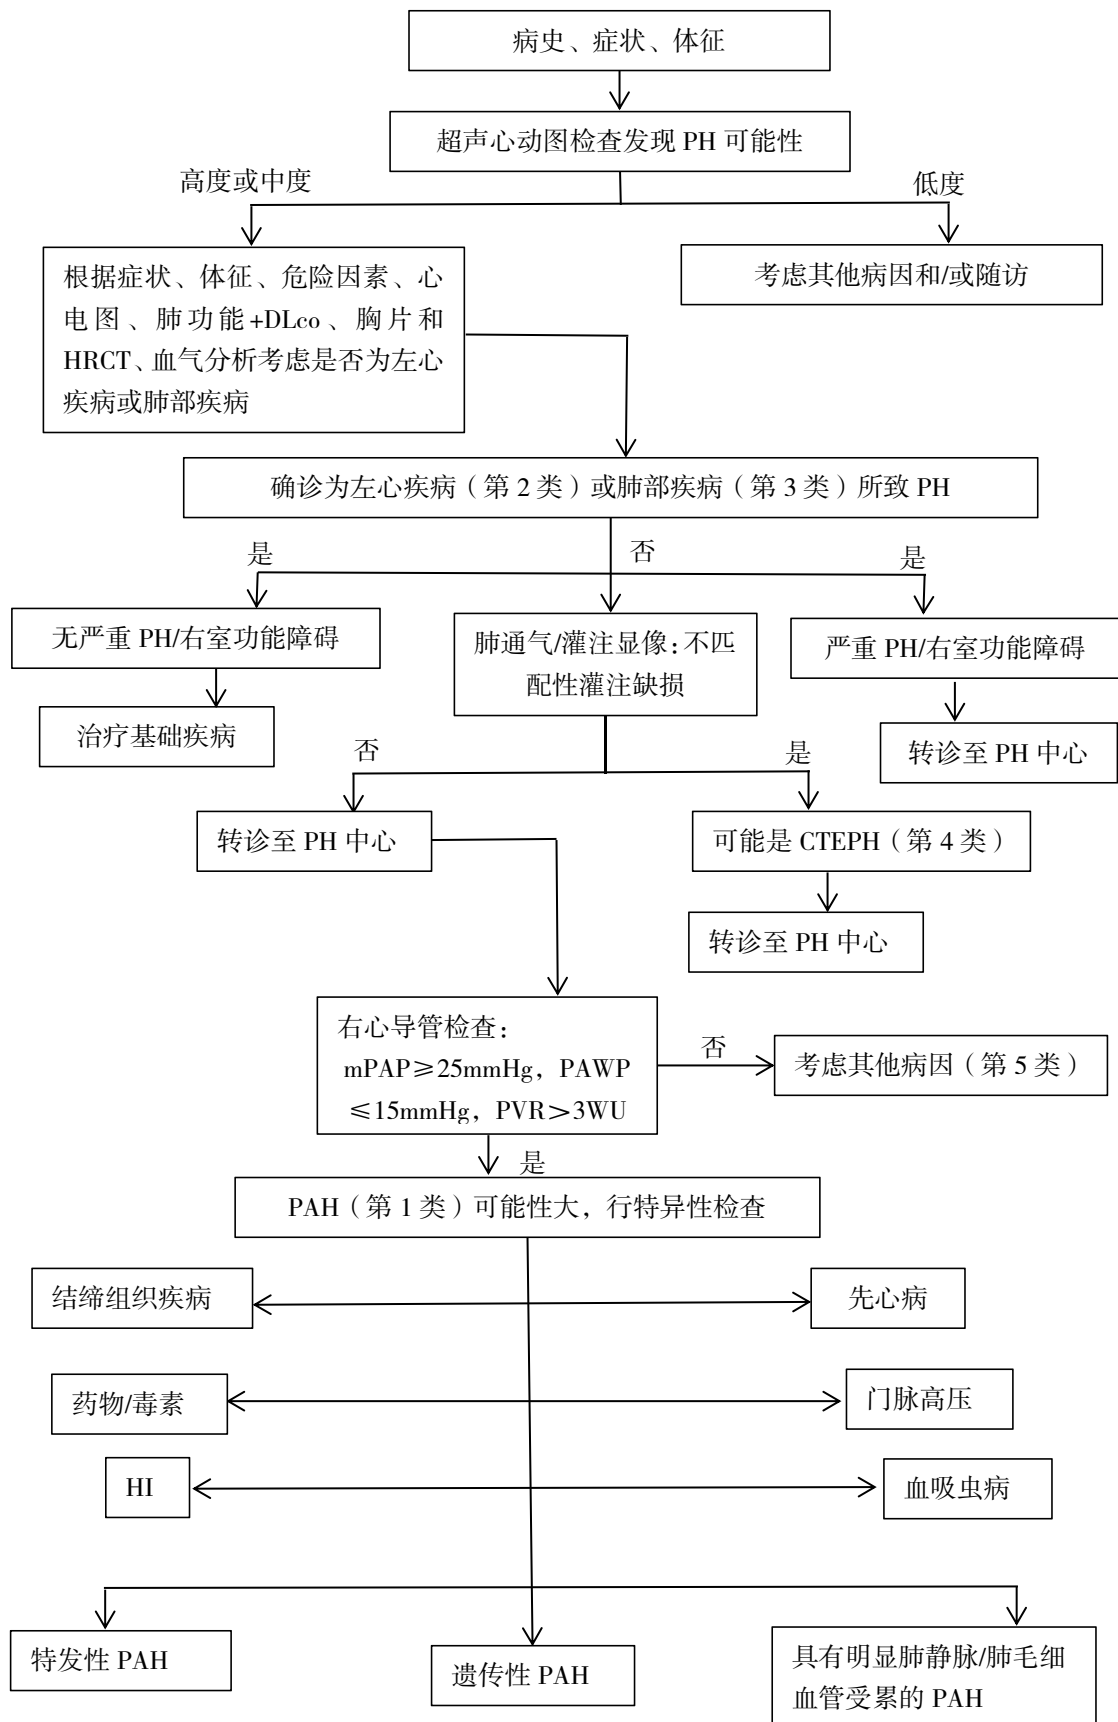 病史、症状、体征
超声心动图检查发现 PH 可能性
高度或中度
低度
根据症状、体征、危险因素、心
电图、肺功能+DLco、胸片和
HRCT、血气分析考虑是否为左心
疾病或肺部疾病
考虑其他病因和/或随访
确诊为左心疾病（第 2 类）或肺部疾病（第 3 类）所致 PH
是
否
是
无严重 PH/右室功能障碍
肺通气/灌注显像：不匹
配性灌注缺损
严重 PH/右室功能障碍
治疗基础疾病
转诊至 PH 中心
否
是
转诊至 PH 中心
可能是 CTEPH（第 4 类）
转诊至 PH 中心
右心导管检查：
mPAP≥25mmHg，PAWP
≤15mmHg，PVR＞3WU
否
考虑其他病因（第 5 类）
是
PAH（第 1 类）可能性大，行特异性检查
结缔组织疾病
先心病
药物/毒素
门脉高压
HI
血吸虫病
特发性 PAH
遗传性 PAH
具有明显肺静脉/肺毛细
血管受累的 PAH